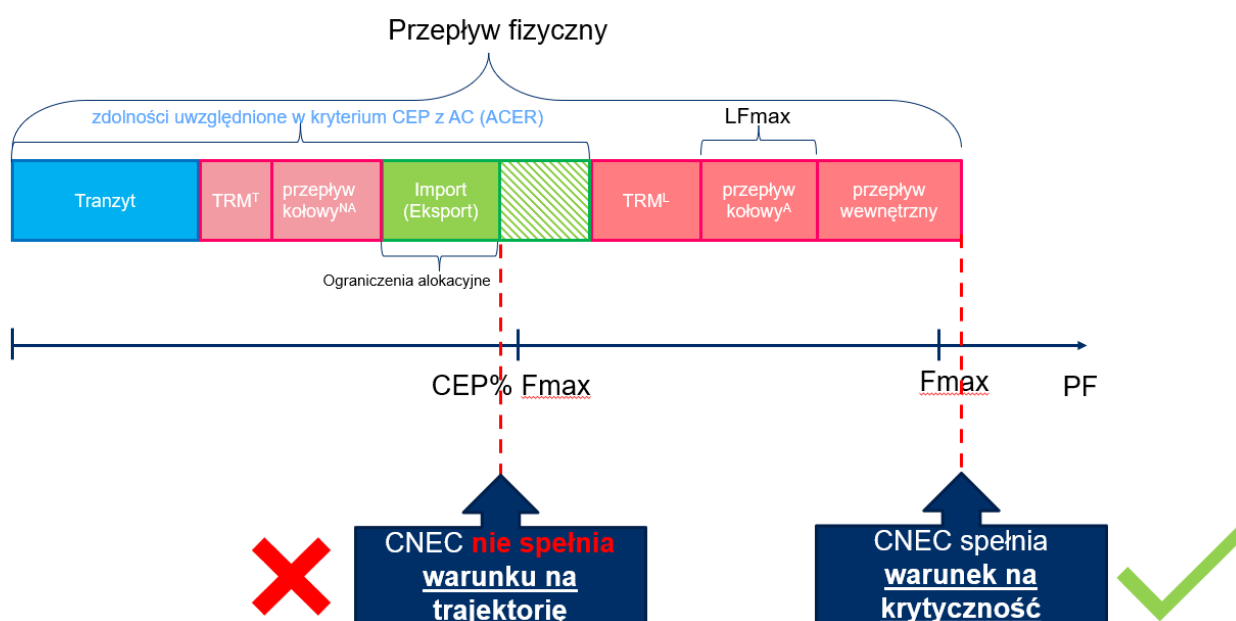 Przepływ fizyczny
zdolności uwzględnione w kryterium CEP z AC (ACER)
LFmax
Tranzyt
TRMᵀ
przepływ
kołowyᴺᴬ
Import
(Eksport)
TRMᴸ
przepływ
kołowyᴬ
przepływ
wewnętrzny
Ograniczenia alokacyjne
CEP% Fmax
Fmax
PF
CNEC nie spełnia
warunku na
trajektorię
CNEC spełnia
warunek na
krytyczność